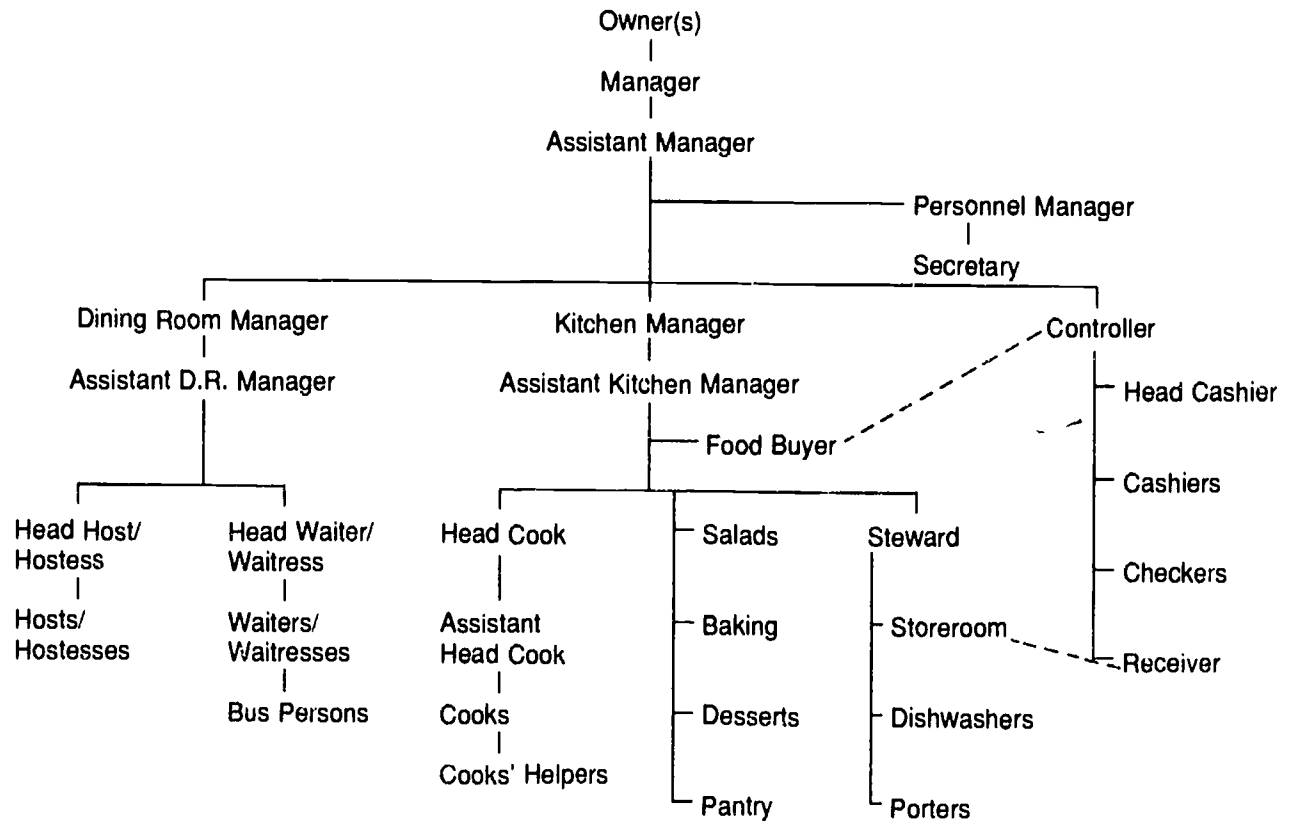 Owner(s)
Manager
Assistant Manager
Personnel Manager
Secretary
Dining Room Manager
Kitchen Manager
Controller
Assistant D.R. Manager
Assistant Kitchen Manager
Head Cashier
Food Buyer
Cashiers
Head Host/
Hostess
Head Waiter/
Waitress
Head Cook
Salads
Steward
Checkers
Hosts/
Hostesses
Waiters/
Waitresses
Assistant
Head Cook
Baking
Storeroom
Receiver
Bus Persons
Cooks
Desserts
Dishwashers
Cooks' Helpers
Pantry
Porters